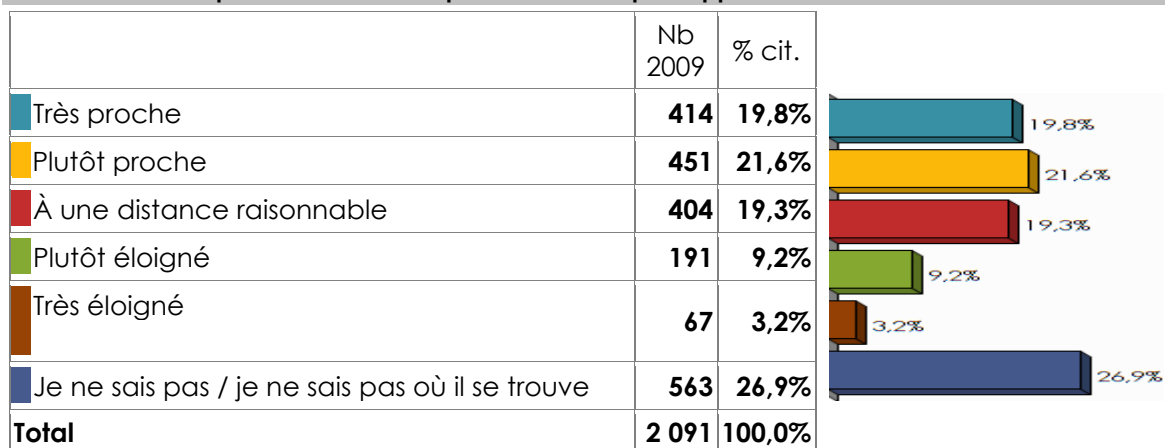 Nb 2009 % cit.
Très proche 414 19,8%
Plutôt proche 451 21,6%
À une distance raisonnable 404 19,3%
Plutôt éloigné 191 9,2%
Très éloigné 67 3,2%
Je ne sais pas / je ne sais pas où il se trouve 563 26,9%
Total 2 091 100,0%
19,8%
21,6%
19,3%
9,2%
3,2%
26,9%